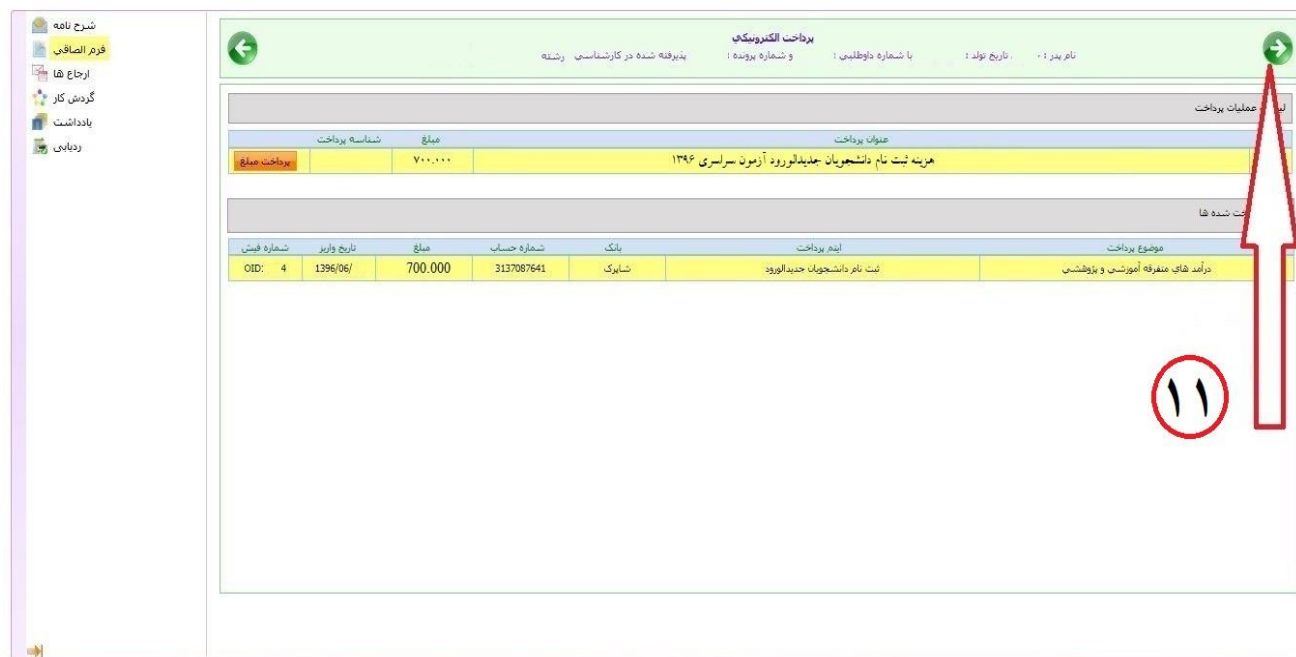 شرح نامه
فرم الصاقی
ارجاع ها
گردش کار
یادداشت
ردیابی
پرداخت الکترونیکی
نام پدر : تاریخ تولد : با شماره داوطلبی : و شماره پرونده : پذیرفته شده در کارشناسی رشته
عملیات پرداخت
عنوان پرداخت مبلغ شناسه پرداخت
هزینه ثبت نام دانشجویان جدیدالورود آزمون سراسری ۱۳۹۶ ۷۰۰,۰۰۰ پرداخت مبلغ
شده ها
موضوع پرداخت آیتم پرداخت بانک شماره حساب مبلغ تاریخ واریز شماره فیش
درآمد های متفرقه آموزشی و پژوهشی ثبت نام دانشجویان جدیدالورود شاپرک 3137087641 700.000 1396/06/ OID: 4
۱۱